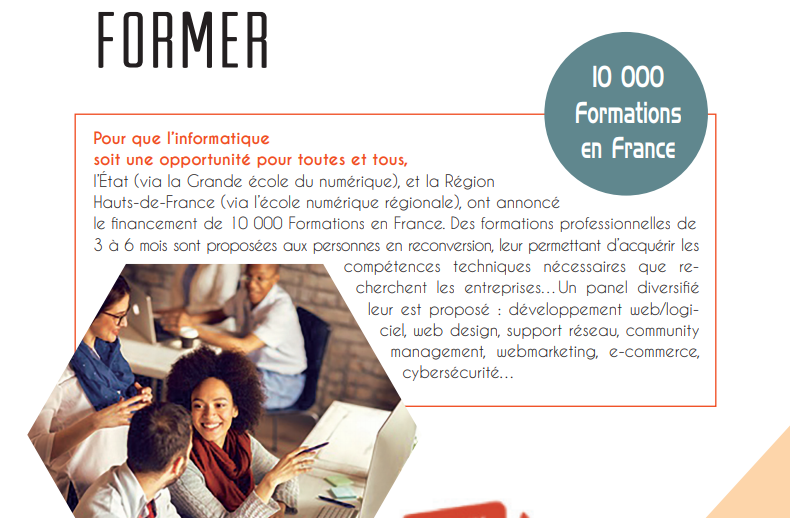 FORMER
10 000
Formations
en France
Pour que l'informatique
soit une opportunité pour toutes et tous,
l'État (via la Grande école du numérique), et la Région
Hauts-de-France (via l'école numérique régionale), ont annoncé
le financement de 10 000 Formations en France. Des formations professionnelles de
3 à 6 mois sont proposées aux personnes en reconversion, leur permettant d'acquérir les
compétences techniques nécessaires que re-
cherchent les entreprises...Un panel diversifié
leur est proposé : développement web/logi-
ciel, web design, support réseau, community
management, webmarketing, e-commerce,
cybersécurité...